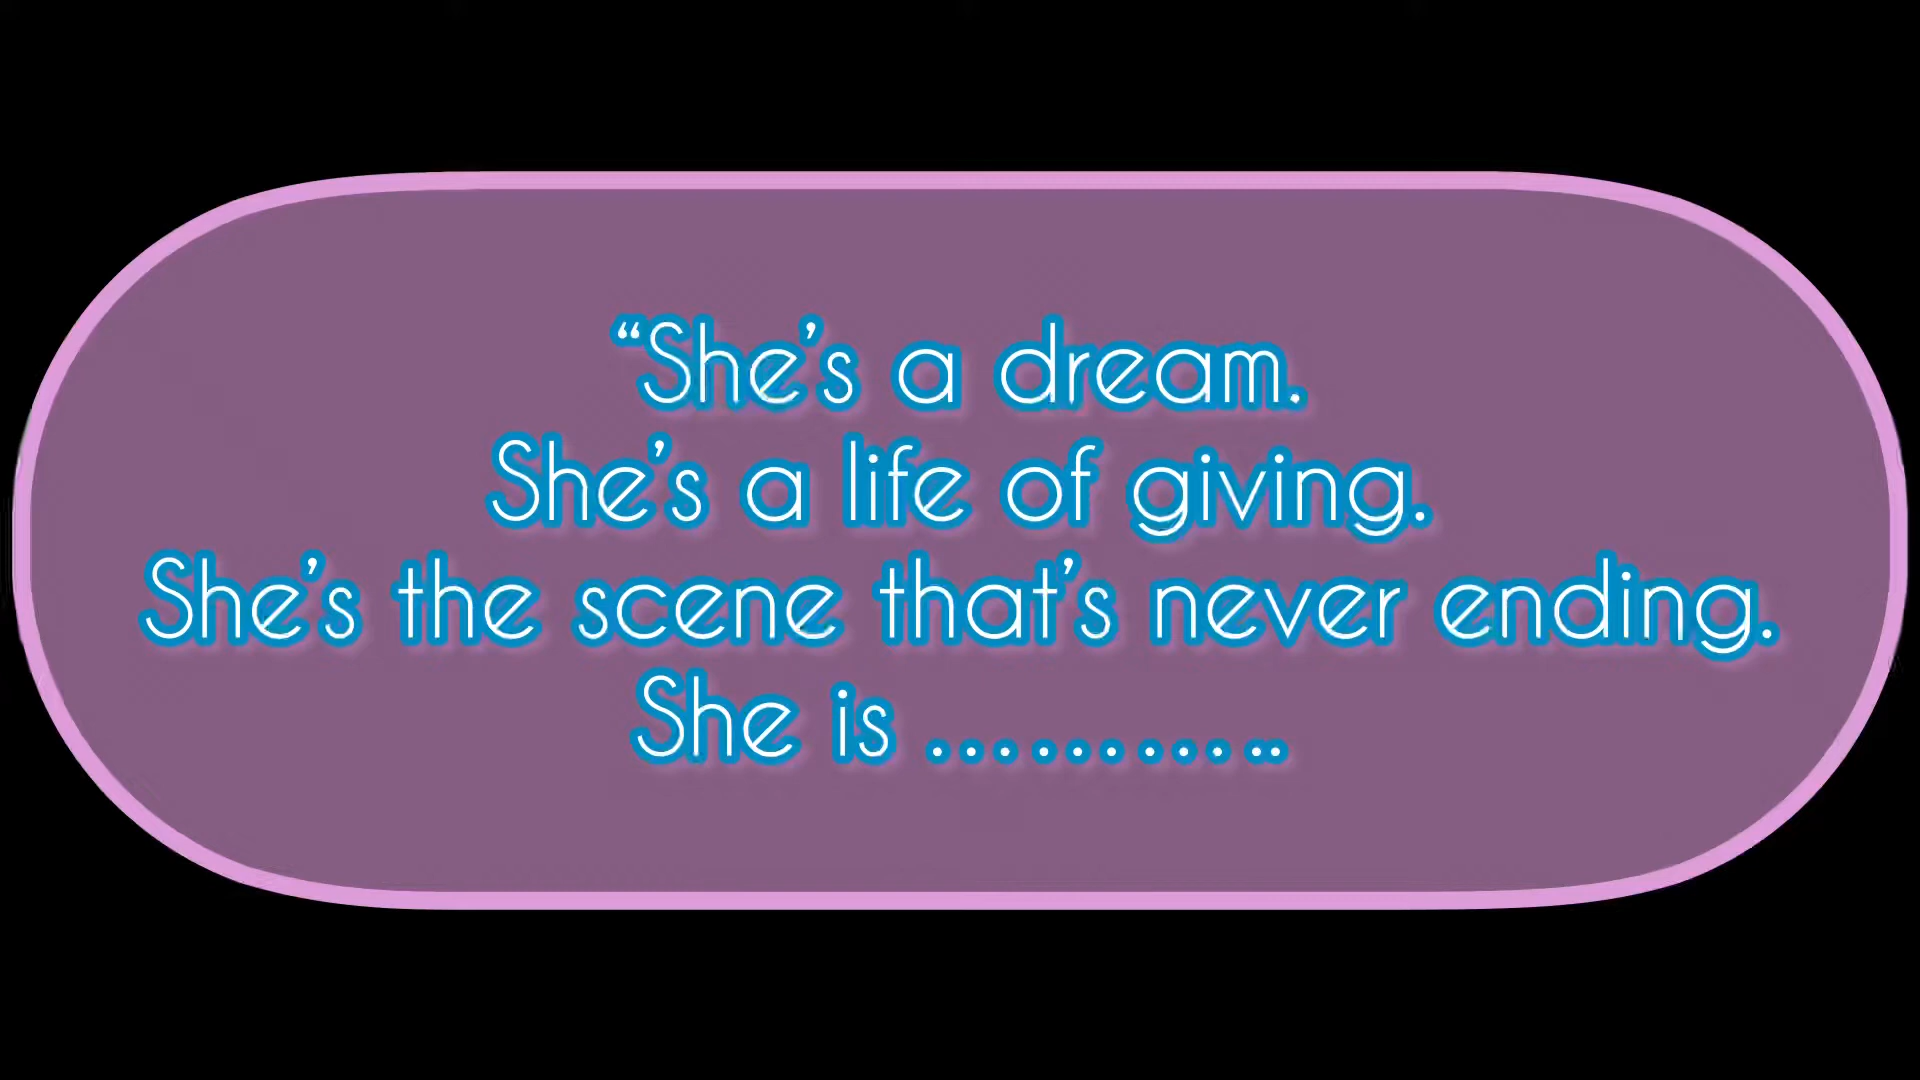 “She’s a dream.
She’s a life of giving.
She’s the scene that’s never ending.
She is ...........